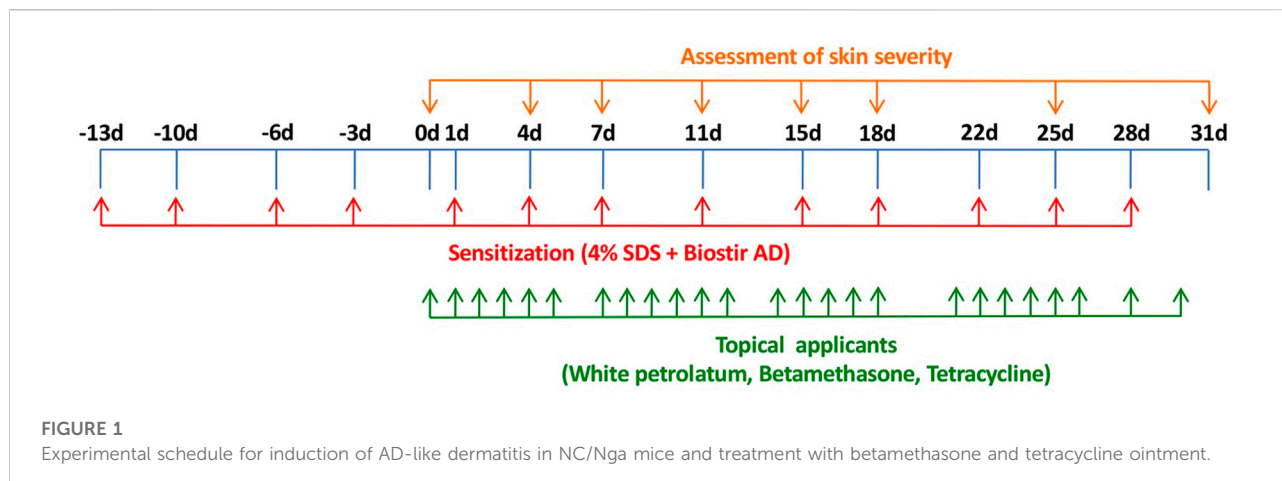 Assessment of skin severity
-13d -10d -6d -3d 0d 1d 4d 7d 11d 15d 18d 22d 25d 28d 31d
Sensitization (4% SDS + Biostir AD)
Topical applicants
(White petrolatum, Betamethasone, Tetracycline)
FIGURE 1
Experimental schedule for induction of AD-like dermatitis in NC/Nga mice and treatment with betamethasone and tetracycline ointment.